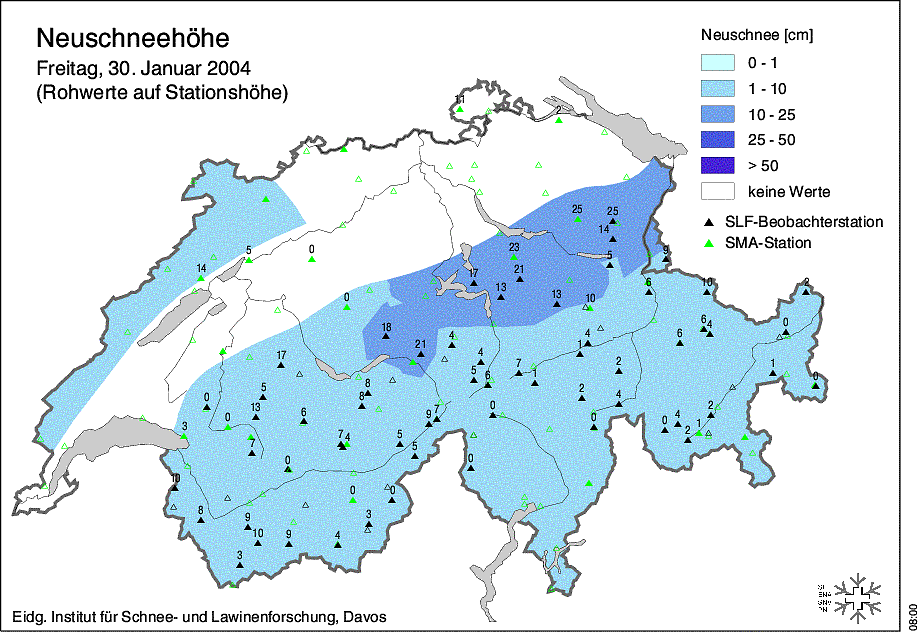 Neuschneehöhe
Freitag, 30. Januar 2004
(Rohwerte auf Stationshöhe)
Neuschnee [cm]
0 - 1
1 - 10
10 - 25
25 - 50
> 50
keine Werte
SLF-Beobachterstation
SMA-Station
11
2
25 25
14
5 0 23 5 9
14 17 21 6 10 2
0 13 13 10
18 4 6 4 0
21 4 1
17 4 7 1 2 1 0
5 6
5 8 2 4
0 13 8 9 7 0 4 2
3 0 6 0 0 2 1
7 7 4 4 5
0 0
10 0 0
8 9 3
10 9 4
3
Eidg. Institut für Schnee- und Lawinenforschung, Davos
08:00